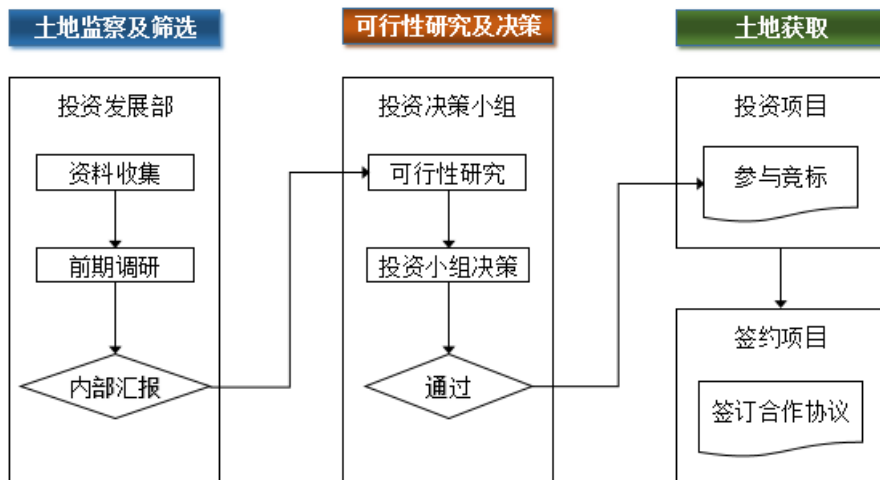 土地监察及筛选
可行性研究及决策
土地获取
投资发展部
资料收集
前期调研
内部汇报
投资决策小组
可行性研究
投资小组决策
通过
投资项目
参与竞标
签约项目
签订合作协议